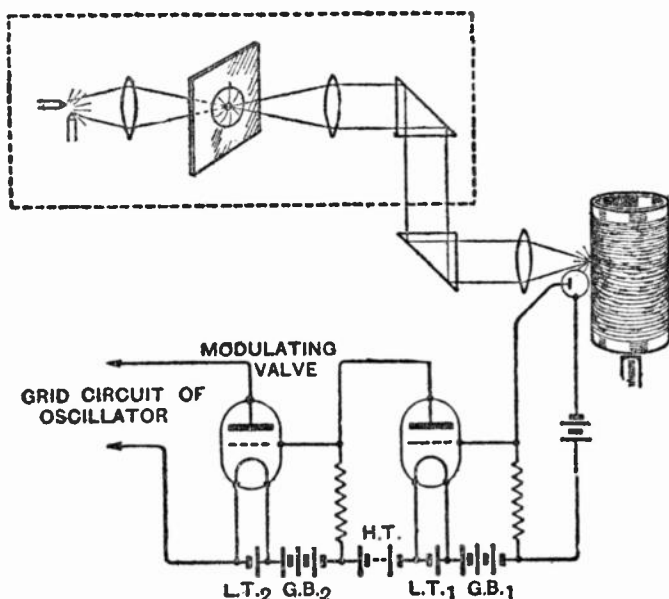 MODULATING
VALVE
GRID CIRCUIT OF
OSCILLATOR
H.T.
L.T.2 G.B.2 L.T.1 G.B.1